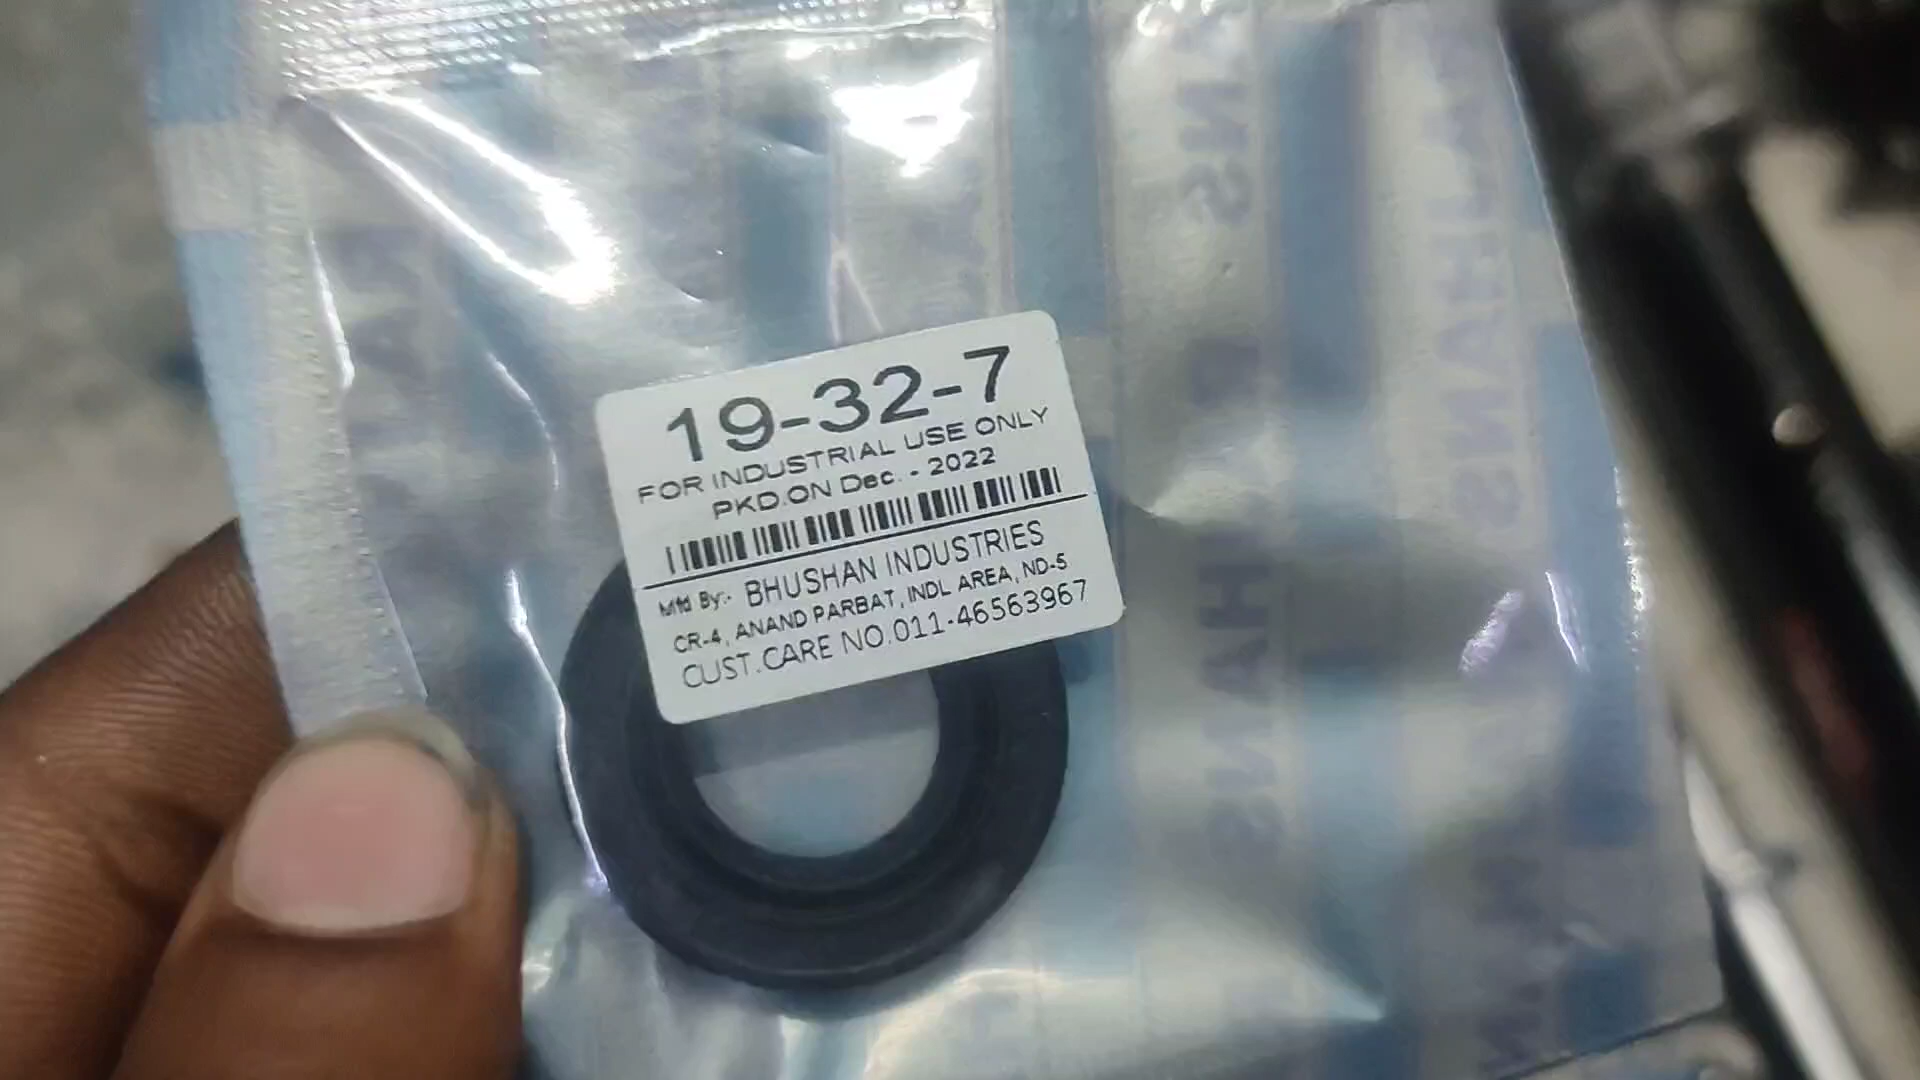 19-32-7
FOR INDUSTRIAL USE ONLY
PKD.ON Dec. - 2022
Mfd By:- BHUSHAN INDUSTRIES
CR-4, ANAND PARBAT, INDL AREA, ND-5
CUST.CARE NO.011-46563967